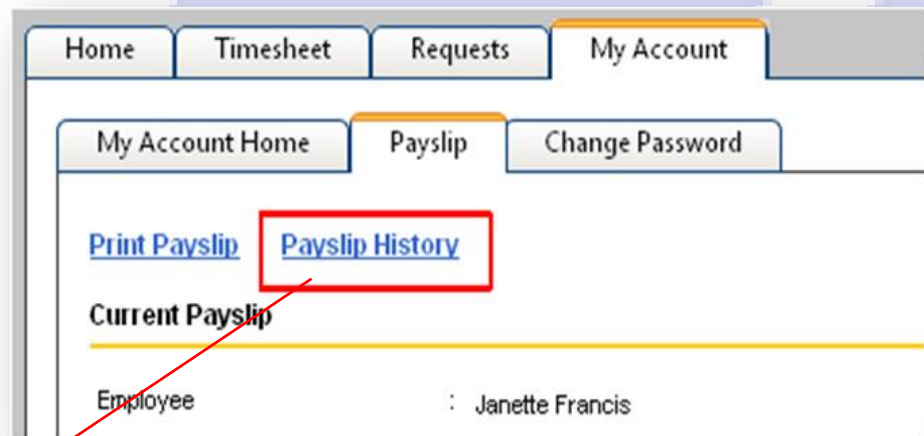 Home Timesheet Requests My Account
My Account Home Payslip Change Password
Print Payslip Payslip History
Current Payslip
Employee : Janette Francis